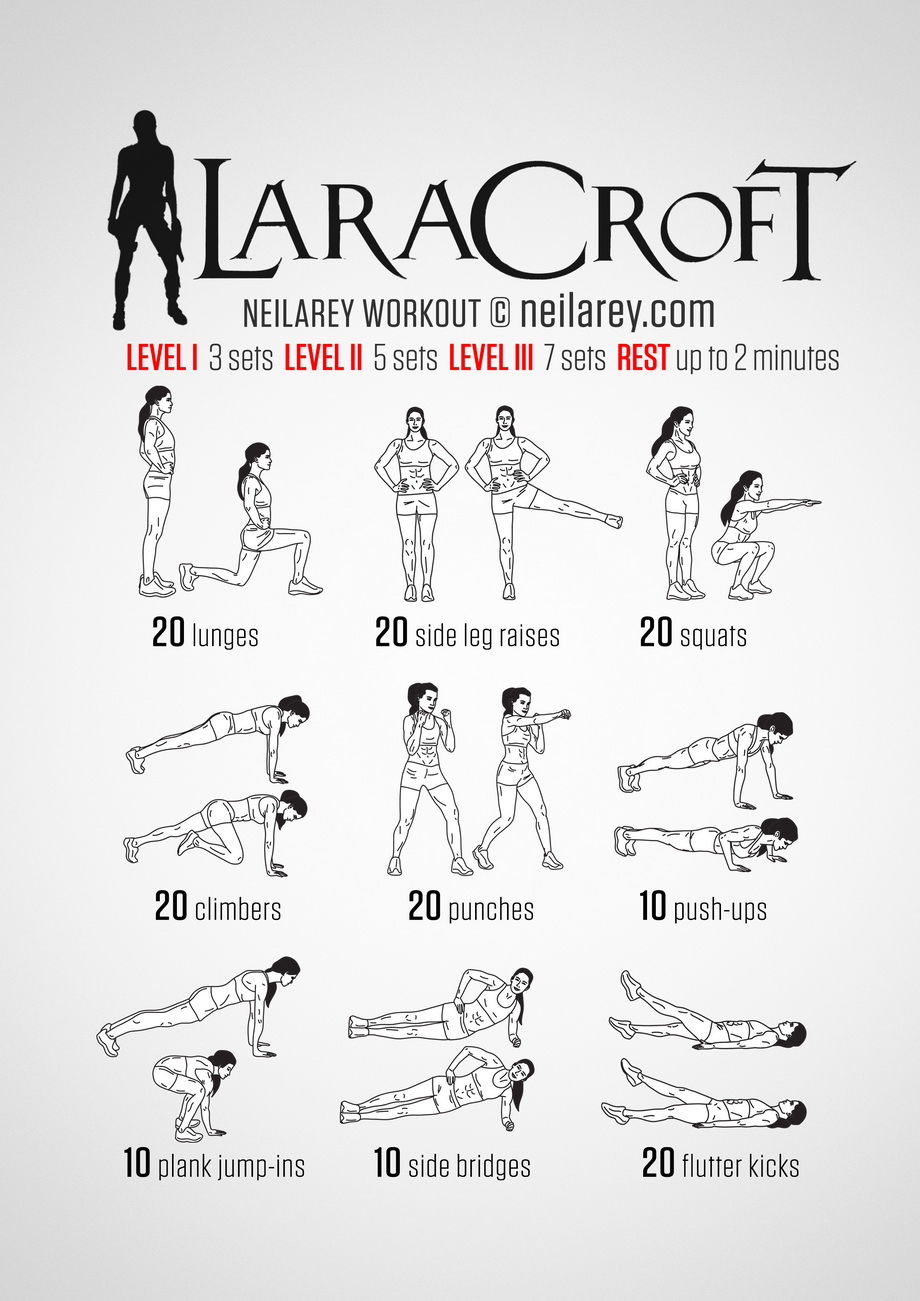 LARA CROFT
NEILAREY WORKOUT © neilarey.com
LEVEL I 3 sets LEVEL II 5 sets LEVEL III 7 sets REST up to 2 minutes
20 lunges
20 side leg raises
20 squats
20 climbers
20 punches
10 push-ups
10 plank jump-ins
10 side bridges
20 flutter kicks